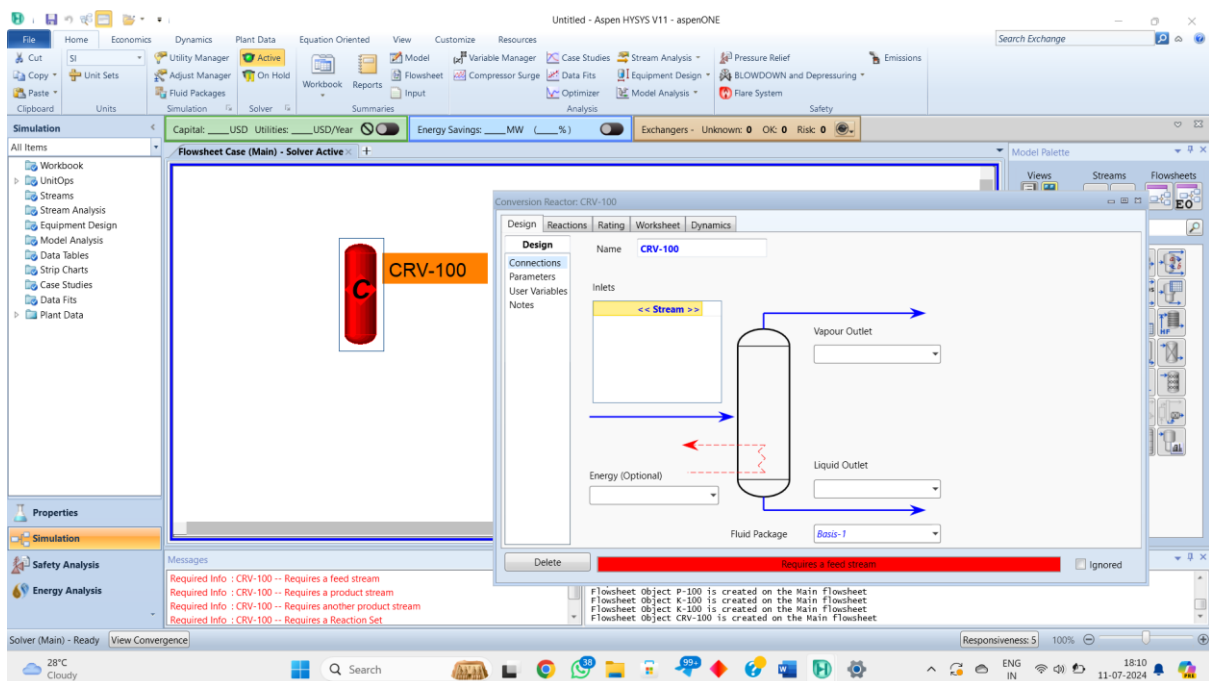 Untitled - Aspen HYSYS V11 - aspenONE
File Home Economics Dynamics Plant Data Equation Oriented View Customize Resources Search Exchange
Cut SI Utility Manager Active Model Variable Manager Case Studies Stream Analysis Pressure Relief Emissions
Copy Unit Sets Adjust Manager On Hold Workbook Reports Flowsheet Compressor Surge Data Fits Equipment Design BLOWDOWN and Depressuring
Paste Fluid Packages Input Optimizer Model Analysis Flare System
Clipboard Units Simulation Solver Summaries Analysis Safety
Simulation
Capital: ____USD Utilities: ____USD/Year Energy Savings: ____MW (____%) Exchangers - Unknown: 0 OK: 0 Risk: 0
All Items
Flowsheet Case (Main) - Solver Active
Model Palette
Workbook
UnitOps
Streams
Stream Analysis
Equipment Design
Model Analysis
Data Tables
Strip Charts
Case Studies
Data Fits
Plant Data
Views Streams Flowsheets
EO
HF
CRV-100
C
Conversion Reactor: CRV-100
Design Reactions Rating Worksheet Dynamics
Design
Connections
Parameters
User Variables
Notes
Name CRV-100
Inlets
<< Stream >>
Vapour Outlet
Liquid Outlet
Energy (Optional)
Fluid Package Basis-1
Delete Requires a feed stream Ignored
Properties
Simulation
Safety Analysis
Energy Analysis
Messages
Required Info : CRV-100 -- Requires a feed stream
Required Info : CRV-100 -- Requires a product stream
Required Info : CRV-100 -- Requires another product stream
Required Info : CRV-100 -- Requires a Reaction Set
Flowsheet Object P-100 is created on the Main flowsheet
Flowsheet Object K-100 is created on the Main flowsheet
Flowsheet Object K-100 is created on the Main flowsheet
Flowsheet Object CRV-100 is created on the Main flowsheet
Solver (Main) - Ready View Convergence Responsiveness: 5 100%
28°C
Cloudy
Search
38
99+
ENG
IN
18:10
11-07-2024